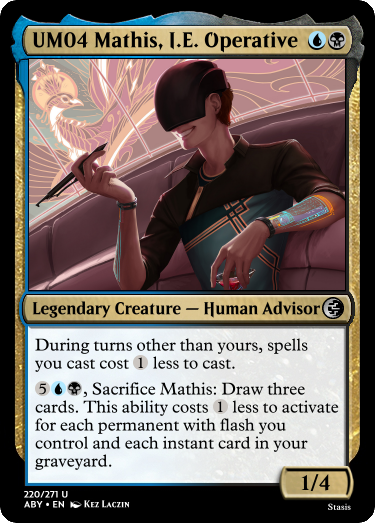 UM04 Mathis, I.E. Operative
Legendary Creature — Human Advisor
During turns other than yours, spells
you cast cost 1 less to cast.
5, Sacrifice Mathis: Draw three
cards. This ability costs 1 less to activate
for each permanent with flash you
control and each instant card in your
graveyard.
1/4
220/271 U
ABY • EN Kez Laczin
Stasis